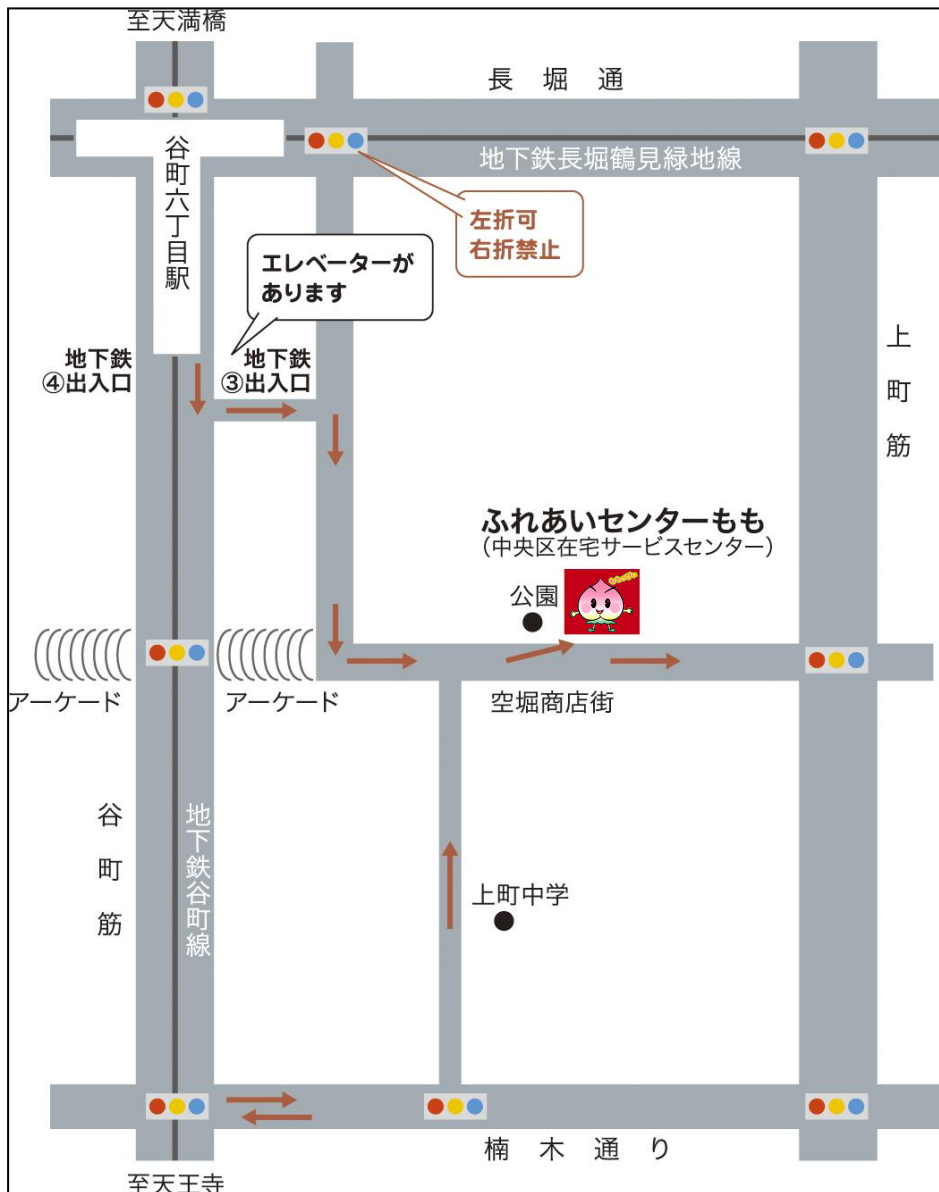 至天満橋
長堀通
地下鉄長堀鶴見緑地線
谷町六丁目駅
左折可
右折禁止
エレベーターが
あります
地下鉄
④出入口
地下鉄
③出入口
上町筋
ふれあいセンターもも
（中央区在宅サービスセンター）
公園
アーケード
アーケード
空堀商店街
谷町筋
地下鉄谷町線
上町中学
楠木通り
至天王寺